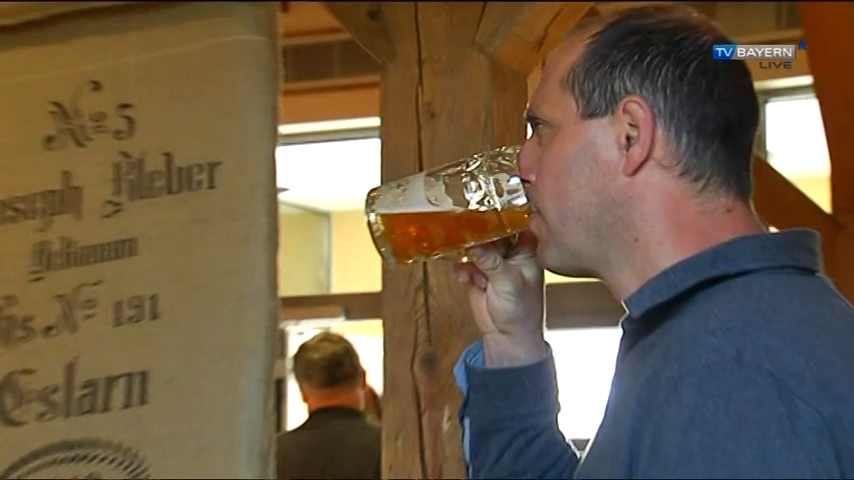 TV BAYERN
LIVE
No 5
Joseph Kleber
No 191
Eslarn